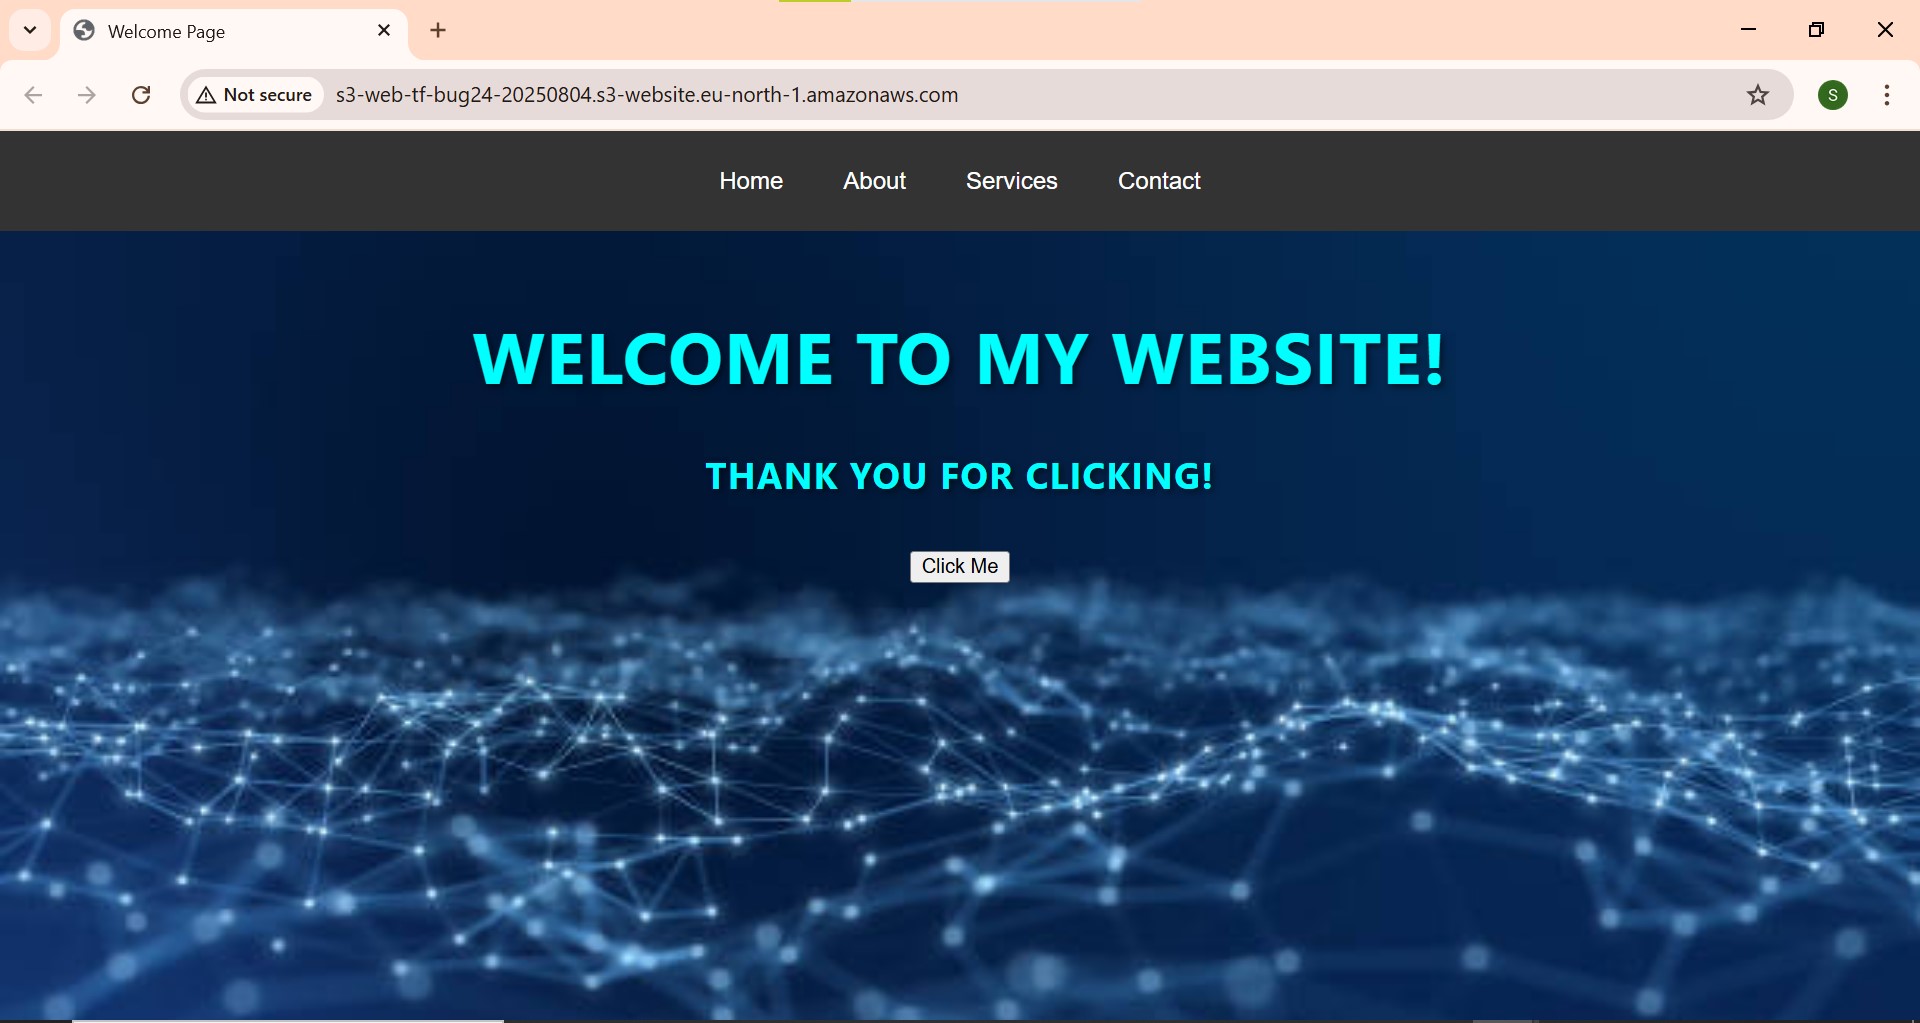 Welcome Page
Not secure
s3-web-tf-bug24-20250804.s3-website.eu-north-1.amazonaws.com
S
Home About Services Contact
WELCOME TO MY WEBSITE!
THANK YOU FOR CLICKING!
Click Me